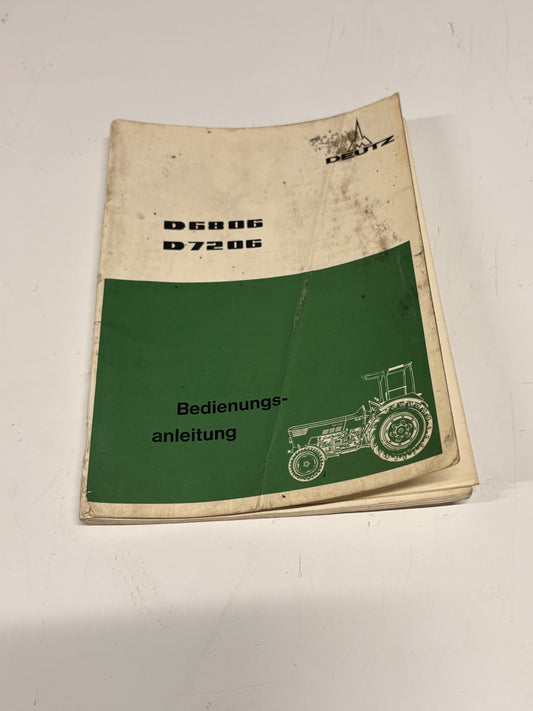 DEUTZ
D6806
D7206
Bedienungs-
anleitung